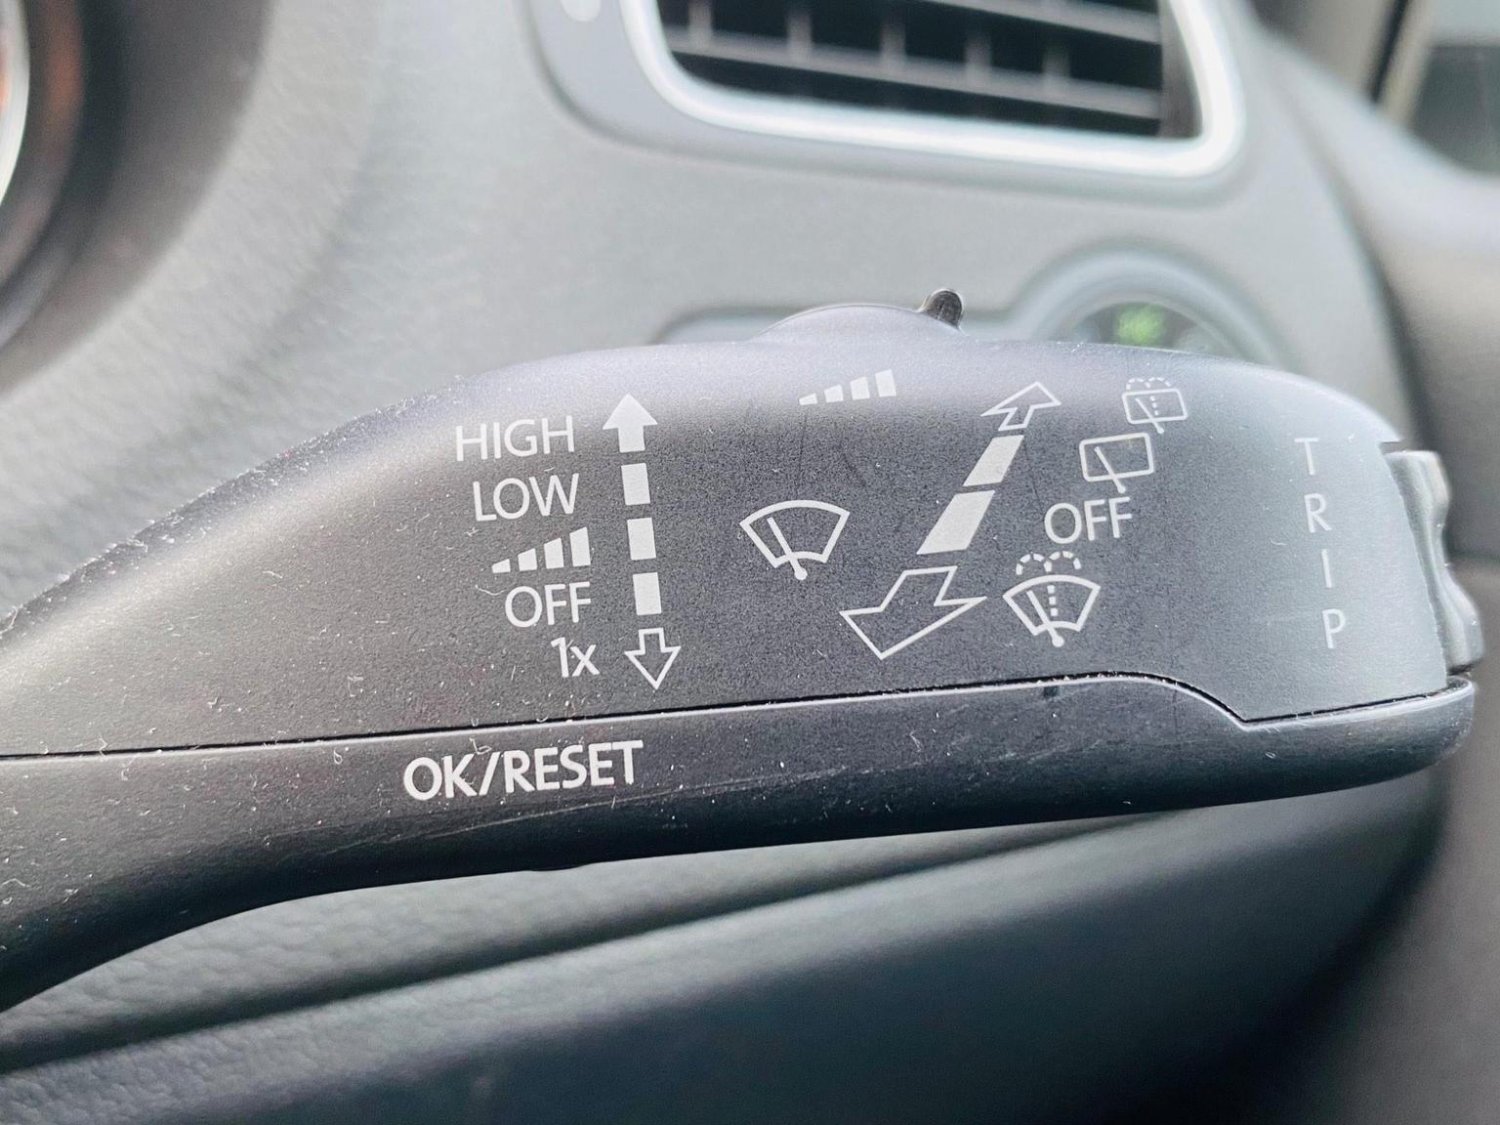 HIGH
LOW
OFF
1x
OFF
TRIP
OK/RESET